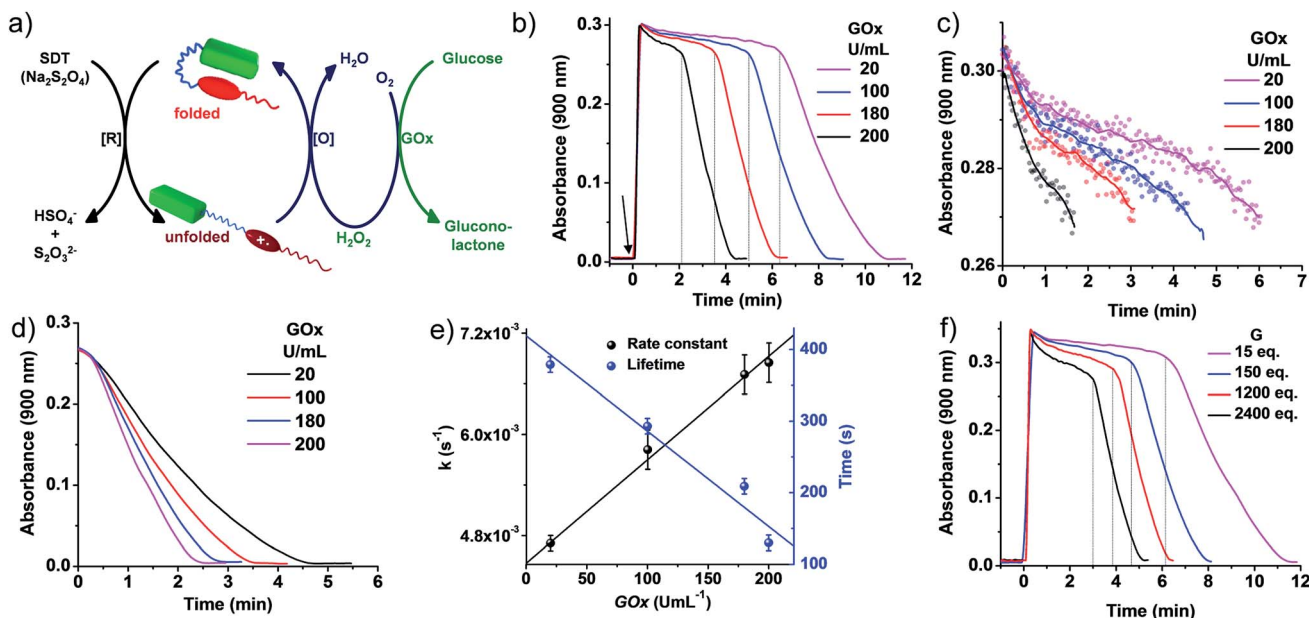 a)
SDT
(Na₂S₂O₄)
H₂O
O₂
Glucose
folded
[R]
[O]
GOx
HSO₄⁻
+
S₂O₃²⁻
unfolded
+·
H₂O₂
Glucono-
lactone
b)
Absorbance (900 nm)
0.3
0.2
0.1
0.0
GOx
U/mL
20
100
180
200
0 2 4 6 8 10 12
Time (min)
c)
Absorbance (900 nm)
0.30
0.28
0.26
GOx
U/mL
20
100
180
200
0 1 2 3 4 5 6 7
Time (min)
d)
Absorbance (900 nm)
0.3
0.2
0.1
0.0
GOx
U/mL
20
100
180
200
0 1 2 3 4 5 6
Time (min)
e)
k (s⁻¹)
7.2x10⁻³
6.0x10⁻³
4.8x10⁻³
Rate constant
Lifetime
400
300
200
100
Time (s)
0 50 100 150 200
GOx (UmL⁻¹)
f)
Absorbance (900 nm)
0.3
0.2
0.1
0.0
G
15 eq.
150 eq.
1200 eq.
2400 eq.
0 2 4 6 8 10 12
Time (min)